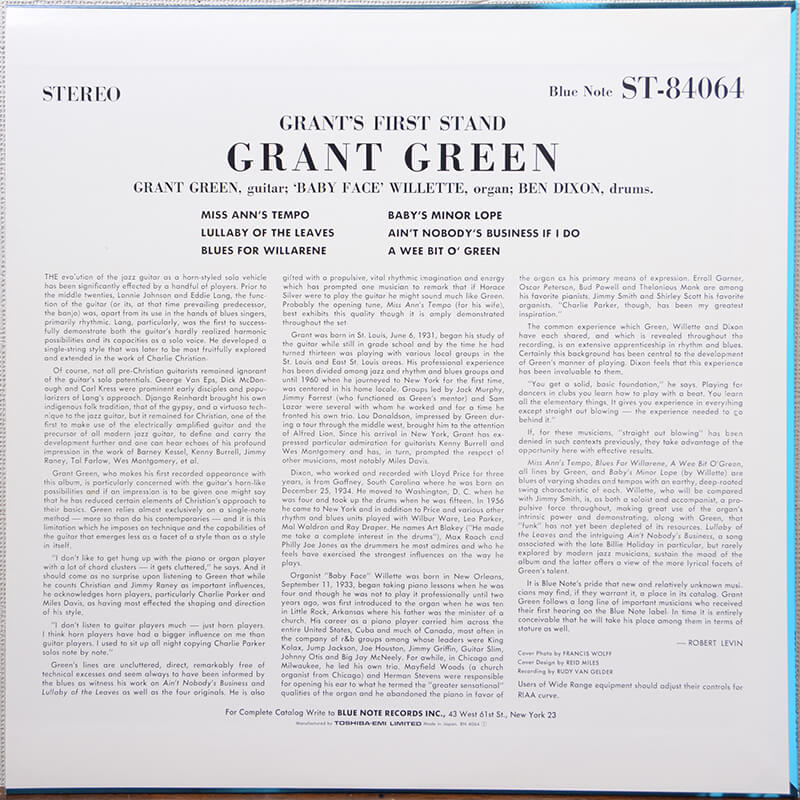 STEREO
Blue Note ST-84064
GRANT'S FIRST STAND
GRANT GREEN
GRANT GREEN, guitar; 'BABY FACE' WILLETTE, organ; BEN DIXON, drums.
MISS ANN'S TEMPO
LULLABY OF THE LEAVES
BLUES FOR WILLARENE
BABY'S MINOR LOPE
AIN'T NOBODY'S BUSINESS IF I DO
A WEE BIT O' GREEN
THE evolution of the jazz guitar as a horn-styled solo vehicle
has been significantly effected by a handful of players. Prior to
the middle twenties, Lonnie Johnson and Eddie Lang, the func-
tion of the guitar (or its, at that time prevailing predecessor,
the banjo) was, apart from its use in the hands of blues singers,
primarily rhythmic. Lang, particularly, was the first to success-
fully demonstrate both the guitar's hardly realized harmonic
possibilities and its capacities as a solo voice. He developed a
single-string style that was later to be most fruitfully explored
and extended in the work of Charlie Christian.
Of course, not all pre-Christian guitarists remained ignorant
of the guitar's solo potentials. George Van Eps, Dick McDon-
ough and Carl Kress were prominent early disciples and popu-
larizers of Lang's approach. Django Reinhardt brought his own
indigenous folk tradition, that of the gypsy, and a virtuoso tech-
nique to the jazz guitar, but it remained for Christian, one of the
first to make use of the electrically amplified guitar and the
precursor of all modern jazz guitar, to define and carry the
development further and one can hear echoes of his profound
impression in the work of Barney Kessel, Kenny Burrell, Jimmy
Raney, Tal Farlow, Wes Montgomery, et al.
Grant Green, who makes his first recorded appearance with
this album, is particularly concerned with the guitar's horn-like
possibilities and if an impression is to be given one might say
that he has reduced certain elements of Christian's approach to
their basics. Green relies almost exclusively on a single-note
method — more so than do his contemporaries — and it is this
limitation which he imposes on technique and the capabilities of
the guitar that emerges less as a facet of a style than as a style
in itself.
"I don't like to get hung up with the piano or organ player
with a lot of chord clusters — it gets cluttered," he says. And it
should come as no surprise upon listening to Green that while
he counts Christian and Jimmy Raney as important influences,
he acknowledges horn players, particularly Charlie Parker and
Miles Davis, as having most effected the shaping and direction
of his style.
"I don't listen to guitar players much — just horn players.
I think horn players have had a bigger influence on me than
guitar players. I used to sit up all night copying Charlie Parker
solos note by note."
Green's lines are uncluttered, direct, remarkably free of
technical excesses and seem always to have been informed by
the blues as witness his work on Ain't Nobody's Business and
Lullaby of the Leaves as well as the four originals. He is also
gifted with a propulsive, vital rhythmic imagination and energy
which has prompted one musician to remark that if Horace
Silver were to play the guitar he might sound much like Green.
Probably the opening tune, Miss Ann's Tempo (for his wife),
best exhibits this quality though it is amply demonstrated
throughout the set
Grant was born in St. Louis, June 6, 1931, began his study of
the guitar while still in grade school and by the time he had
turned thirteen was playing with various local groups in the
St. Louis and East St. Louis areas. His professional experience
has been divided among jazz and rhythm and blues groups and
until 1960 when he journeyed to New York for the first time,
was centered in his home locale. Groups led by Jack Murphy,
Jimmy Forrest (who functioned as Green's mentor) and Sam
Lazar were several with whom he worked and for a time he
fronted his own trio. Lou Donaldson, impressed by Green dur-
ing a tour through the middle west, brought him to the attention
of Alfred Lion. Since his arrival in New York, Grant has ex-
pressed particular admiration for guitarists Kenny Burrell and
Wes Montgomery and has, in turn, prompted the respect of
other musicians, most notably Miles Davis.
Dixon, who worked and recorded with Lloyd Price for three
years, is from Gaffney, South Carolina where he was born on
December 25, 1934. He moved to Washington, D. C. when he
was four and took up the drums when he was fifteen. In 1956
he came to New York and in addition to Price and various other
rhythm and blues units played with Wilbur Ware, Leo Parker,
Mal Waldron and Ray Draper. He names Art Blakey ("He made
me take a complete interest in the drums"), Max Roach and
Philly Joe Jones as the drummers he most admires and who he
feels have exercised the strongest influences on the way he
plays.
Organist "Baby Face" Willette was born in New Orleans,
September 11, 1933, began taking piano lessons when he was
four and though he was not to play it professionally until two
years ago, was first introduced to the organ when he was ten
in Little Rock, Arkansas where his father was the minister of a
church. His career as a piano player carried him across the
entire United States, Cuba and much of Canada, most often in
the company of r&b groups among whose leaders were King
Kolax, Jump Jackson, Joe Houston, Jimmy Griffin, Guitar Slim,
Johnny Otis and Big Jay McNeely. For awhile, in Chicago and
Milwaukee, he led his own trio. Mayfield Woods (a church
organist from Chicago) and Herman Stevens were responsible
for opening his ear to what he termed the "greater sensational"
qualities of the organ and he abandoned the piano in favor of
the organ as his primary means of expression. Erroll Garner,
Oscar Peterson, Bud Powell and Thelonious Monk are among
his favorite pianists. Jimmy Smith and Shirley Scott his favorite
organists. "Charlie Parker, though, has been my greatest
inspiration."
The common experience which Green, Willette and Dixon
have each shared, and which is revealed throughout the
recording, is an extensive apprenticeship in rhythm and blues.
Certainly this background has been central to the development
of Green's manner of playing. Dixon feels that this experience
has been invaluable to them.
"You get a solid, basic foundation," he says. Playing for
dancers in clubs you learn how to play with a beat. You learn
all the elementary things. It gives you experience in everything
except straight out blowing — the experience needed to go
behind it."
If, for these musicians, "straight out blowing" has been
denied in such contexts previously, they take advantage of the
opportunity here with effective results.
Miss Ann's Tempo, Blues For Willarene, A Wee Bit O'Green,
all lines by Green, and Baby's Minor Lope (by Willette) are
blues of varying shades and tempos with an earthy, deep-rooted
swing characteristic of each. Willette, who will be compared
with Jimmy Smith, is, as both a soloist and accompanist, a pro-
pulsive force throughout, making great use of the organ's
intrinsic power and demonstrating, along with Green, that
"funk" has not yet been depleted of its resources. Lullaby of
the Leaves and the intriguing Ain't Nobody's Business, a song
associated with the late Billie Holiday in particular, but rarely
explored by modern jazz musicians, sustain the mood of the
album and the latter offers a view of the more lyrical facets of
Green's talent.
It is Blue Note's pride that new and relatively unknown musi-
cians may find, if they warrant it, a place in its catalog. Grant
Green follows a long line of important musicians who received
their first hearing on the Blue Note label. In time it is entirely
conceivable that he will take his place among them in terms of
stature as well.
— ROBERT LEVIN
Cover Photo by FRANCIS WOLFF
Cover Design by REID MILES
Recording by RUDY VAN GELDER
Users of Wide Range equipment should adjust their controls for
RIAA curve.
For Complete Catalog Write to BLUE NOTE RECORDS INC., 43 West 61st St., New York 23
Manufactured by TOSHIBA-EMI LIMITED Made in Japan. BN 4064